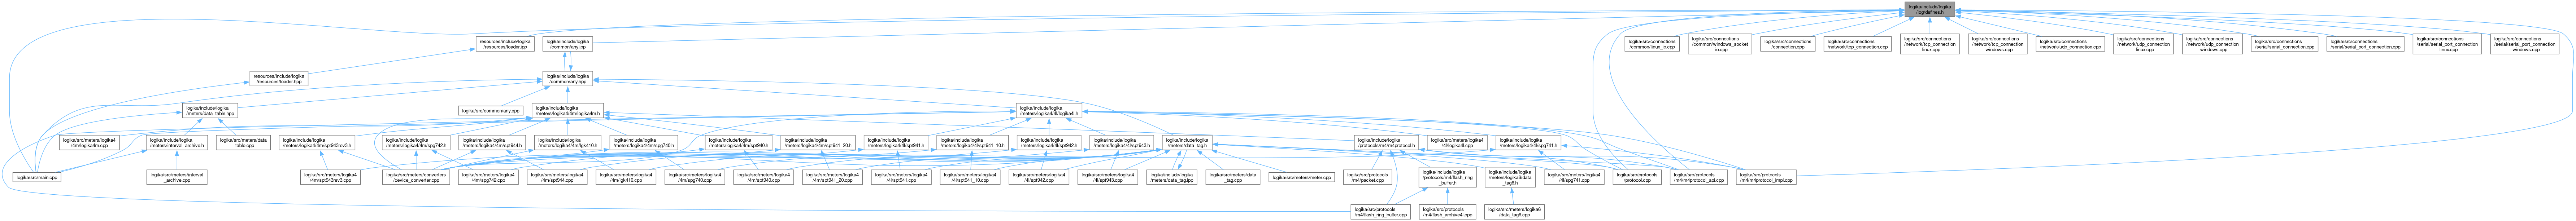 logika/include/logika
/logidefines.h
resources/include/logika
/resources/loader.ipp
logika/include/logika
/common/any.ipp
logika/src/connections
/common/linux_io.cpp
logika/src/connections
/common/windows_socket
_io.cpp
logika/src/connections
/connection.cpp
logika/src/connections
/network/tcp_connection.cpp
logika/src/connections
/network/tcp_connection
_linux.cpp
logika/src/connections
/network/tcp_connection
_windows.cpp
logika/src/connections
/network/udp_connection.cpp
logika/src/connections
/network/udp_connection
_linux.cpp
logika/src/connections
/network/udp_connection
_windows.cpp
logika/src/connections
/serial/serial_connection.cpp
logika/src/connections
/serial/serial_port_connection.cpp
logika/src/connections
/serial/serial_port_connection
_linux.cpp
logika/src/connections
/serial/serial_port_connection
_windows.cpp
resources/include/logika
/resources/loader.hpp
logika/include/logika
/common/any.hpp
logika/include/logika
/meters/data_table.hpp
logika/src/common/any.cpp
logika/include/logika
/meters/logika4/4m/logika4m.h
logika/include/logika
/meters/logika4/4l/logika4l.h
logika/src/meters/logika4
/4m/logika4m.cpp
logika/include/logika
/meters/interval_archive.h
logika/src/meters/data
_table.cpp
logika/include/logika
/meters/logika4/4m/spt943rev3.h
logika/include/logika
/meters/logika4/4m/spg742.h
logika/include/logika
/meters/logika4/4m/spt944.h
logika/include/logika
/meters/logika4/4m/lgk410.h
logika/include/logika
/meters/logika4/4m/spg740.h
logika/include/logika
/meters/logika4/4m/spt940.h
logika/include/logika
/meters/logika4/4m/spt941_20.h
logika/include/logika
/meters/logika4/4l/spt941.h
logika/include/logika
/meters/logika4/4l/spt941_10.h
logika/include/logika
/meters/logika4/4l/spt942.h
logika/include/logika
/meters/logika4/4l/spt943.h
logika/include/logika
/meters/data_tag.h
logika/include/logika
/protocols/m4/m4protocol.h
logika/src/meters/logika4
/4l/logika4l.cpp
logika/include/logika
/meters/logika4/4l/spg741.h
logika/src/main.cpp
logika/src/meters/interval
_archive.cpp
logika/src/meters/logika4
/4m/spt943rev3.cpp
logika/src/meters/converters
/device_converter.cpp
logika/src/meters/logika4
/4m/spg742.cpp
logika/src/meters/logika4
/4m/spt944.cpp
logika/src/meters/logika4
/4m/lgk410.cpp
logika/src/meters/logika4
/4m/spg740.cpp
logika/src/meters/logika4
/4m/spt940.cpp
logika/src/meters/logika4
/4m/spt941_20.cpp
logika/src/meters/logika4
/4l/spt941.cpp
logika/src/meters/logika4
/4l/spt941_10.cpp
logika/src/meters/logika4
/4l/spt942.cpp
logika/src/meters/logika4
/4l/spt943.cpp
logika/include/logika
/meters/data_tag.ipp
logika/src/meters/data
_tag.cpp
logika/src/meters/meter.cpp
logika/src/protocols
/m4/packet.cpp
logika/include/logika
/protocols/m4/flash_ring
_buffer.h
logika/include/logika
/meters/logika6/data
_tag6.h
logika/src/meters/logika4
/4l/spg741.cpp
logika/src/protocols
/protocol.cpp
logika/src/protocols
/m4/m4protocol_api.cpp
logika/src/protocols
/m4/m4protocol_impl.cpp
logika/src/protocols
/m4/flash_ring_buffer.cpp
logika/src/protocols
/m4/flash_archive4l.cpp
logika/src/meters/logika6
/data_tag6.cpp